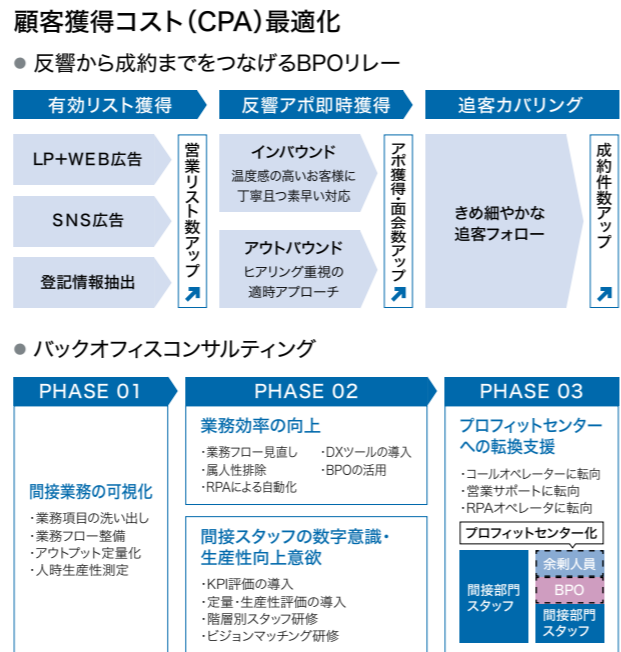 顧客獲得コスト（CPA）最適化
● 反響から成約までをつなげるBPOリレー
有効リスト獲得
LP+WEB広告
SNS広告
登記情報抽出
営業リスト数アップ
反響アポ即時獲得
インバウンド
温度感の高いお客様に
丁寧且つ素早い対応
アウトバウンド
ヒアリング重視の
適時アプローチ
アポ獲得・面会数アップ
追客カバリング
きめ細やかな
追客フォロー
成約件数アップ
● バックオフィスコンサルティング
PHASE 01
間接業務の可視化
・業務項目の洗い出し
・業務フロー整備
・アウトプット定量化
・人時生産性測定
PHASE 02
業務効率の向上
・業務フロー見直し
・属人性排除
・RPAによる自動化
・DXツールの導入
・BPOの活用
間接スタッフの数字意識・
生産性向上意欲
・KPI評価の導入
・定量・生産性評価の導入
・階層別スタッフ研修
・ビジョンマッチング研修
PHASE 03
プロフィットセンター
への転換支援
・コールオペレーターに転向
・営業サポートに転向
・RPAオペレータに転向
プロフィットセンター化
間接部門
スタッフ
余剰人員
BPO
間接部門
スタッフ